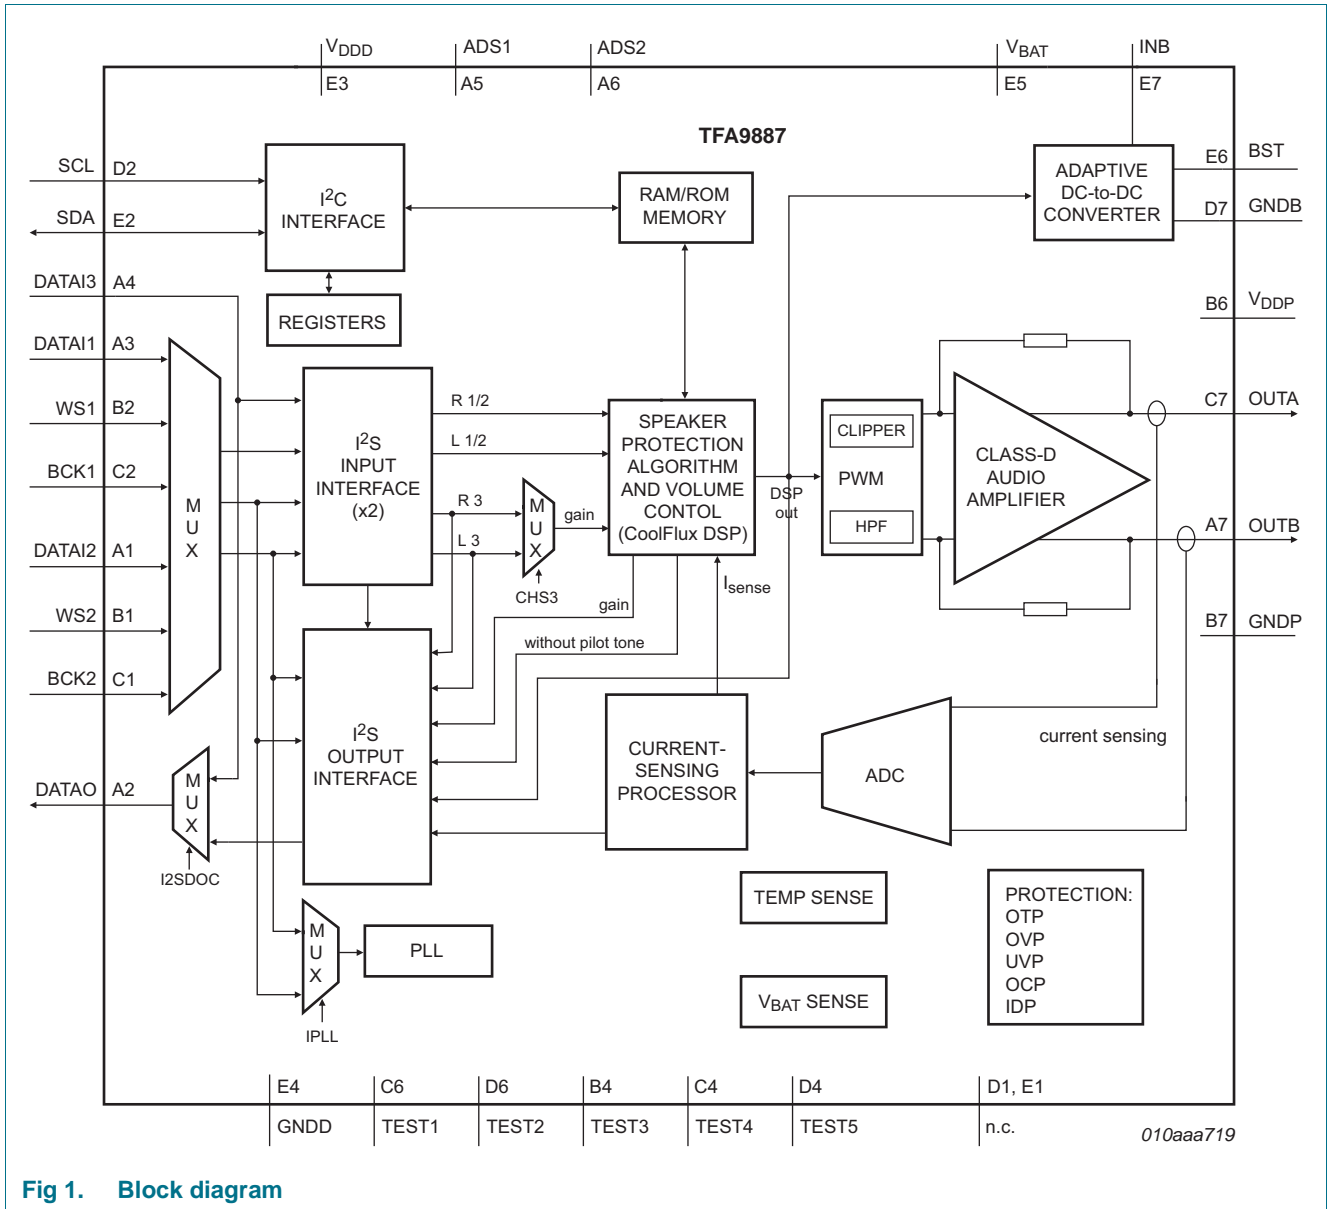 VDDD
ADS1
ADS2
VBAT
INB
E3
A5
A6
E5
E7
TFA9887
SCL
D2
SDA
E2
I2C
INTERFACE
RAM/ROM
MEMORY
ADAPTIVE
DC-to-DC
CONVERTER
E6
BST
D7
GNDB
DATAI3
A4
REGISTERS
B6
VDDP
DATAI1
A3
WS1
B2
BCK1
C2
DATAI2
A1
WS2
B1
BCK2
C1
M
U
X
I2S
INPUT
INTERFACE
(x2)
R 1/2
L 1/2
R 3
L 3
M
U
X
CHS3
gain
SPEAKER
PROTECTION
ALGORITHM
AND VOLUME
CONTOL
(CoolFlux DSP)
DSP
out
CLIPPER
PWM
HPF
CLASS-D
AUDIO
AMPLIFIER
C7
OUTA
A7
OUTB
B7
GNDP
Isense
gain
without pilot tone
I2S
OUTPUT
INTERFACE
CURRENT-
SENSING
PROCESSOR
ADC
current sensing
DATAO
A2
M
U
X
I2SDOC
M
U
X
IPLL
PLL
TEMP SENSE
VBAT SENSE
PROTECTION:
OTP
OVP
UVP
OCP
IDP
E4
C6
D6
B4
C4
D4
D1, E1
GNDD
TEST1
TEST2
TEST3
TEST4
TEST5
n.c.
010aaa719
Fig 1. Block diagram